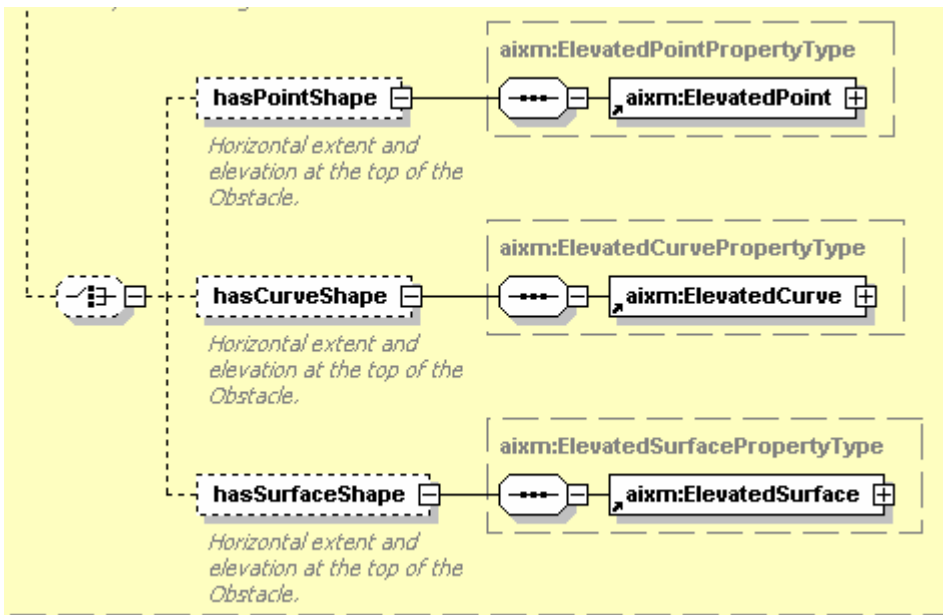 aixm:ElevatedPointPropertyType
hasPointShape
aixm:ElevatedPoint
Horizontal extent and
elevation at the top of the
Obstacle.
aixm:ElevatedCurvePropertyType
hasCurveShape
aixm:ElevatedCurve
Horizontal extent and
elevation at the top of the
Obstacle.
aixm:ElevatedSurfacePropertyType
hasSurfaceShape
aixm:ElevatedSurface
Horizontal extent and
elevation at the top of the
Obstacle.